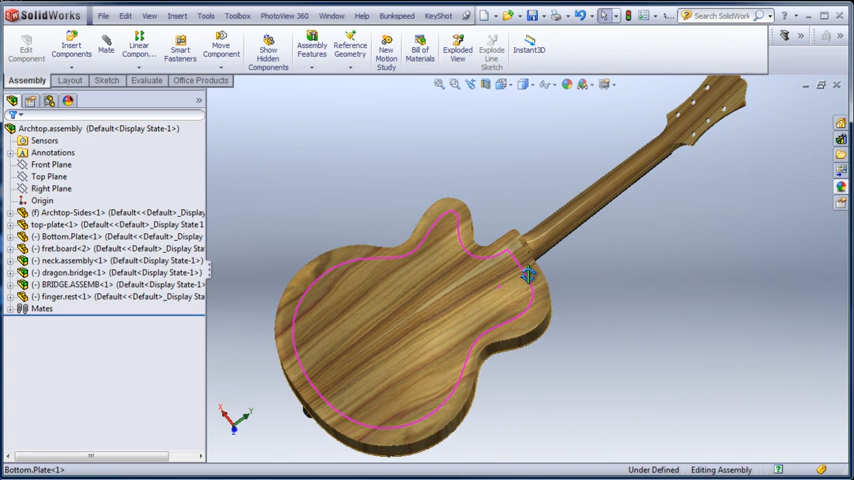 SolidWorks File Edit View Insert Tools Toolbox PhotoView 360 Window Bunkspeed KeyShot Search SolidWor
Edit Component Insert Components Mate Linear Compon... Smart Fasteners Move Component Show Hidden Components Assembly Features Reference Geometry New Motion Study Bill of Materials Exploded View Explode Line Sketch Instant3D
Assembly Layout Sketch Evaluate Office Products
Archtop.assembly (Default<Display State-1>)
Sensors
Annotations
Front Plane
Top Plane
Right Plane
Origin
(f) Archtop-Sides<1> (Default<<Default>_Display
top-plate<1> (Default<<Default>_Display State 1
(-) Bottom.Plate<1> (Default<<Default>_Display
(-) fret.board<2> (Default<<Default>_Display Sta
(-) neck.assembly<1> (Default<Display State-1>)
(-) dragon.bridge<1> (Default<Display State-1>)
(-) BRIDGE.ASSEMB<1> (Default<Display State-
(-) finger.rest<1> (Default<<Default>_Display Sta
Mates
X Y Z
Bottom.Plate<1> Under Defined Editing Assembly